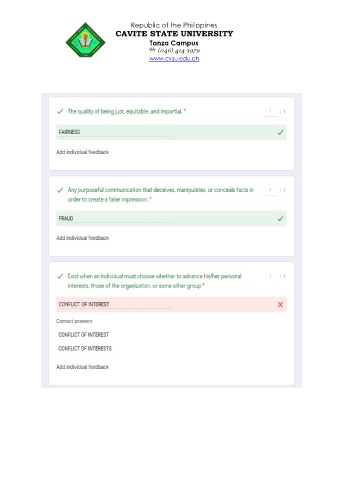 Republic of the Philippines
CAVITE STATE UNIVERSITY
Tanza Campus
☎ (046) 414-3979
www.cvsu.edu.ph
The quality of being just, equitable, and impartial. *
1 / 1
FAIRNESS
Add individual feedback
Any purposeful communication that deceives, manipulates, or conceals facts in
order to create a false impression. *
1 / 1
FRAUD
Add individual feedback
Exist when an individual must choose whether to advance his/her personal
interests, those of the organization, or some other group *
1 / 1
CONFLICT OF INTEREST
Correct answers
CONFLICT OF INTEREST
CONFLICT OF INTERESTS
Add individual feedback